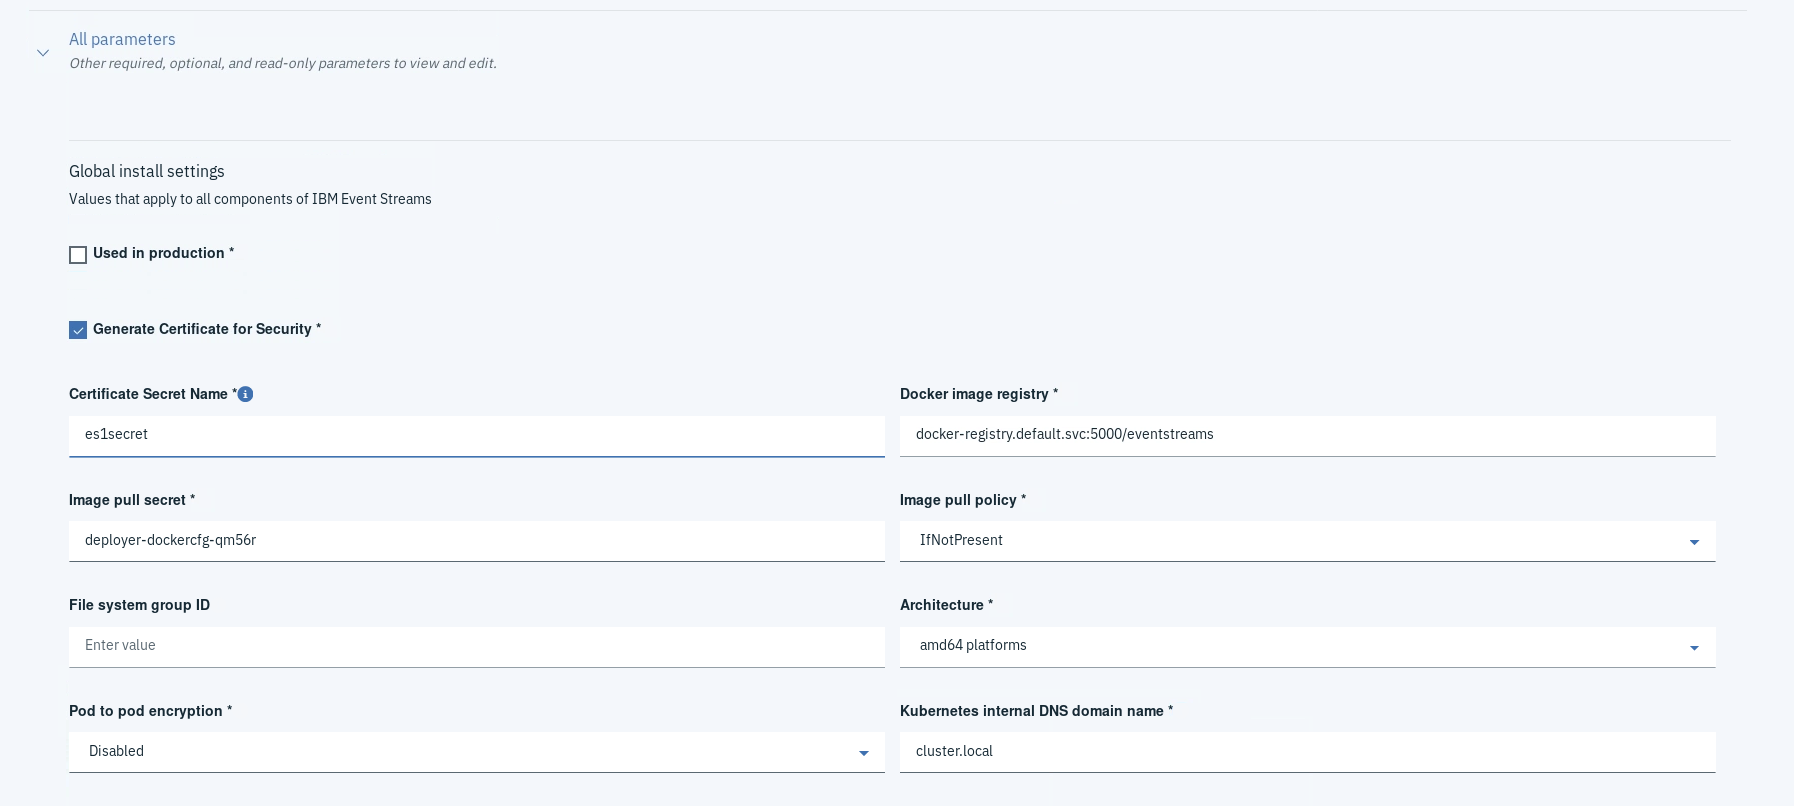 All parameters
Other required, optional, and read-only parameters to view and edit.
Global install settings
Values that apply to all components of IBM Event Streams
Used in production *
Generate Certificate for Security *
Certificate Secret Name *
Docker image registry *
es1secret
docker-registry.default.svc:5000/eventstreams
Image pull secret *
Image pull policy *
deployer-dockercfg-qm56r
IfNotPresent
File system group ID
Architecture *
Enter value
amd64 platforms
Pod to pod encryption *
Kubernetes internal DNS domain name *
Disabled
cluster.local